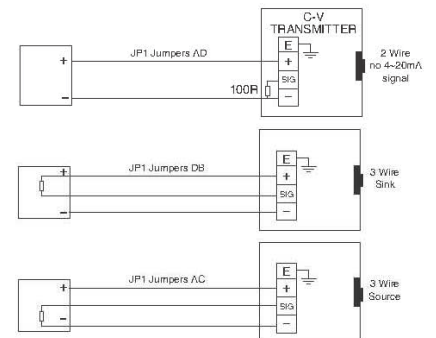 C-V
TRANSMITTER
JP1 Jumpers AD
+
-
E
+
SIG
-
100R
2 Wire
no 4~20mA
signal
JP1 Jumpers DB
+
-
E
+
SIG
-
3 Wire
Sink
JP1 Jumpers AC
+
-
E
+
SIG
-
3 Wire
Source